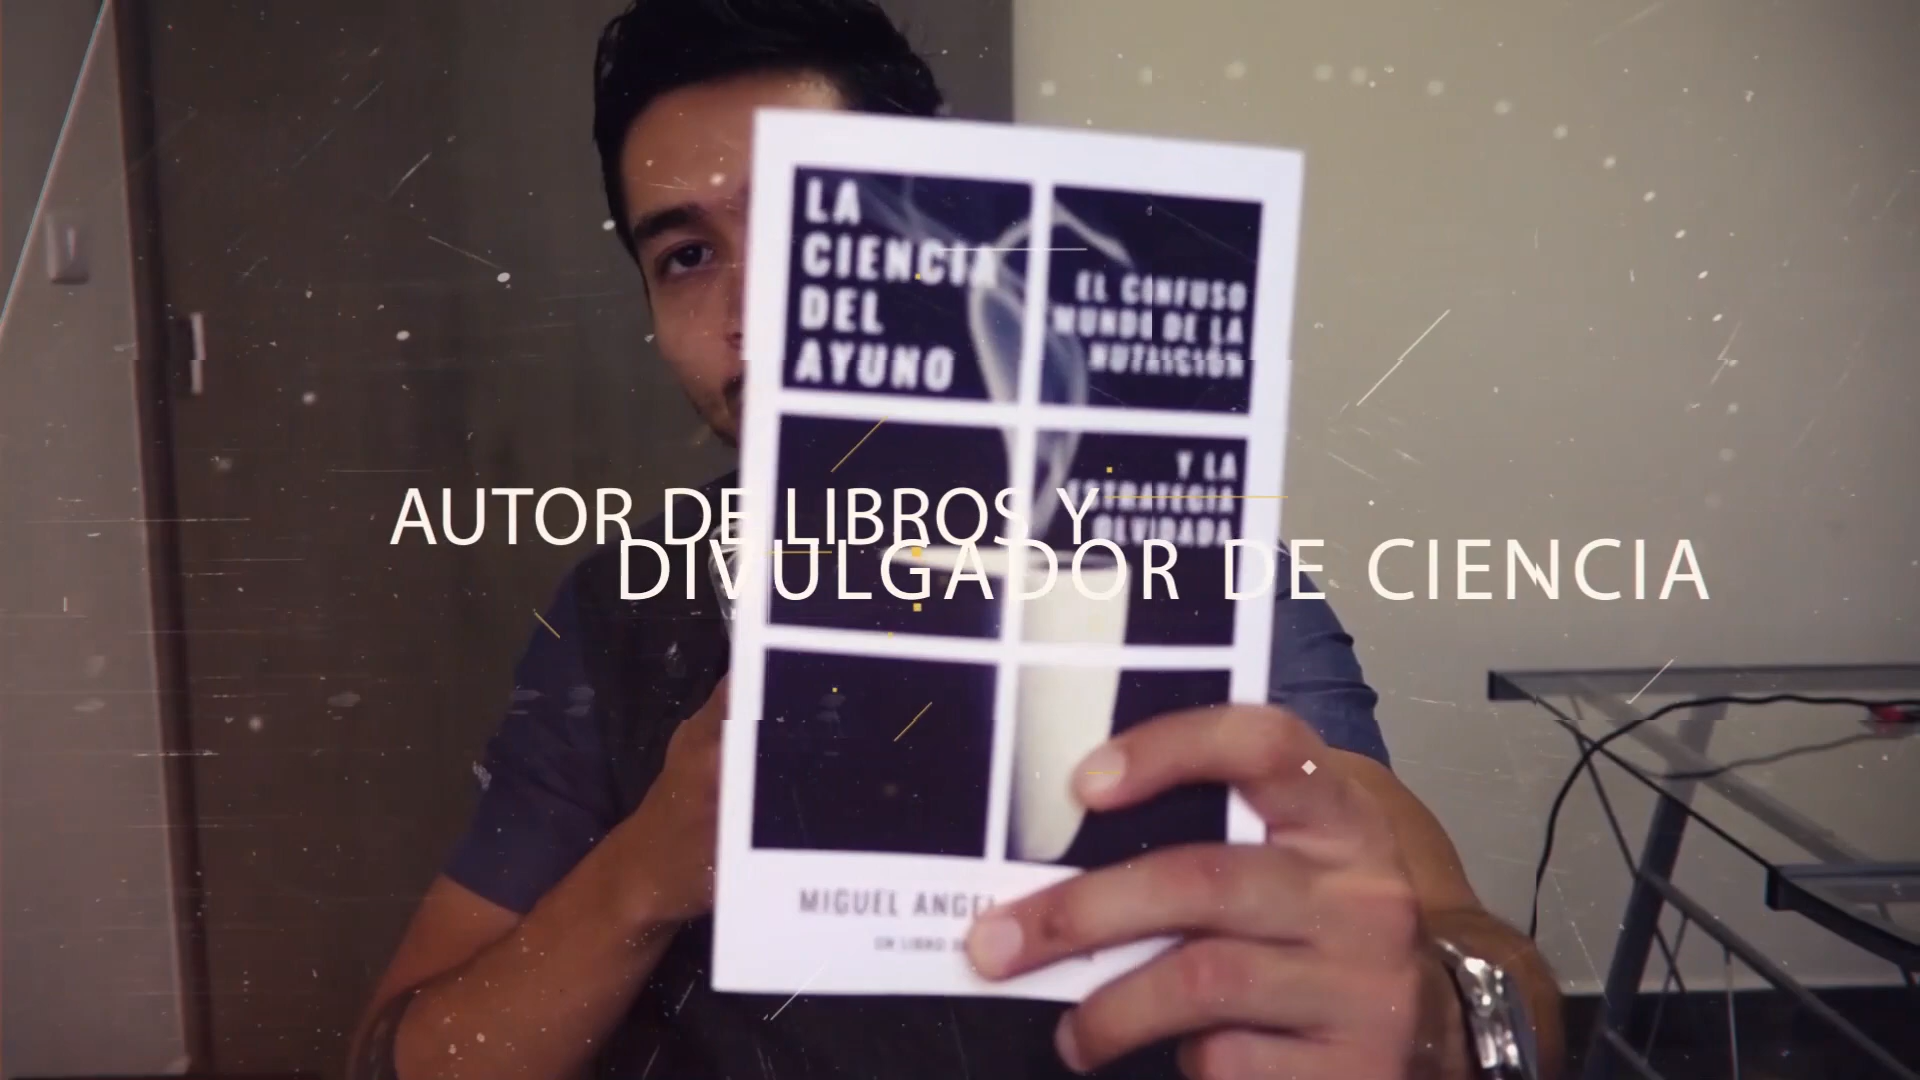 LA
CIENCIA
DEL
AYUNO
EL CONFUSO
MUNDO DE LA
NUTRICIÓN
Y LA
ESTRATEGIA
OLVIDADA
AUTOR DE LIBROS Y
DIVULGADOR DE CIENCIA
MIGUEL ANGEL
UN LIBRO